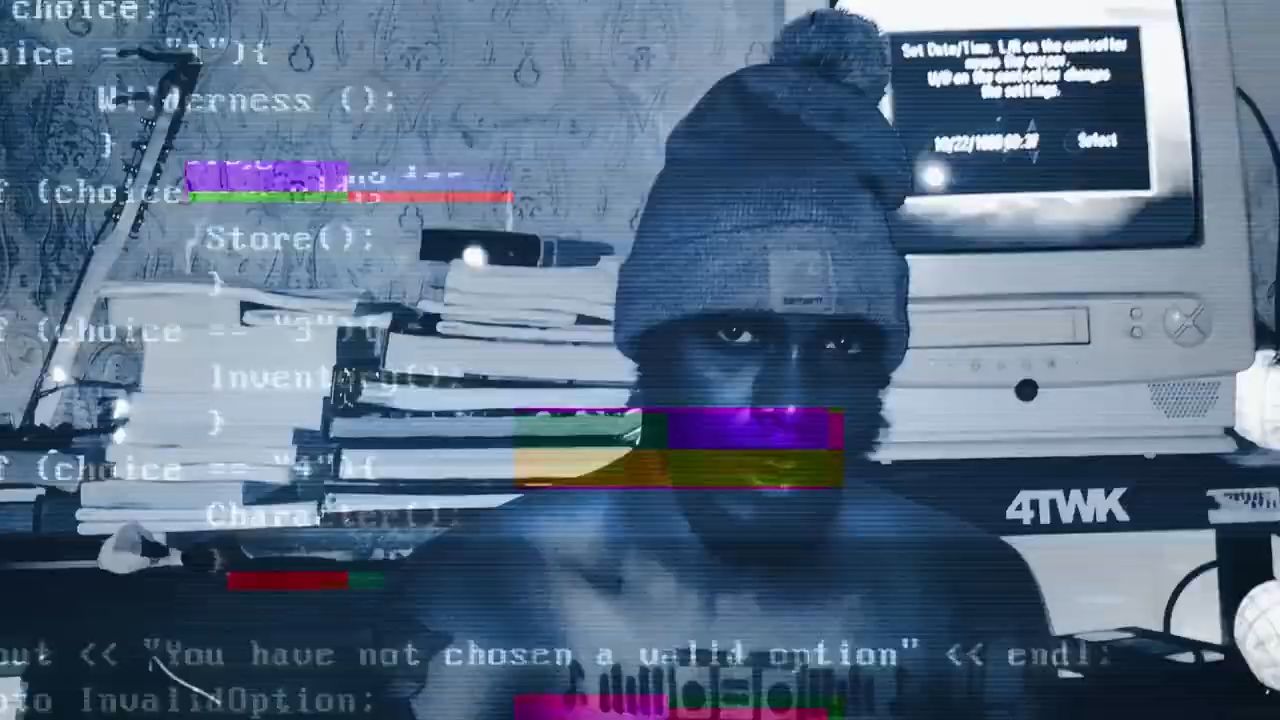 choice:
oice == "1"){
Wilderness ();
}
f (choice
Store();
}
f (choice == "3"){
Inventory();
}
f (choice == "4"){
Character();
out << "You have not chosen a valid option" << endl;
oto InvalidOption:
Set Date/Time. L/R on the controller
moves the cursor.
U/D on the controller changes
the settings.
Select
carhartt
4TWK